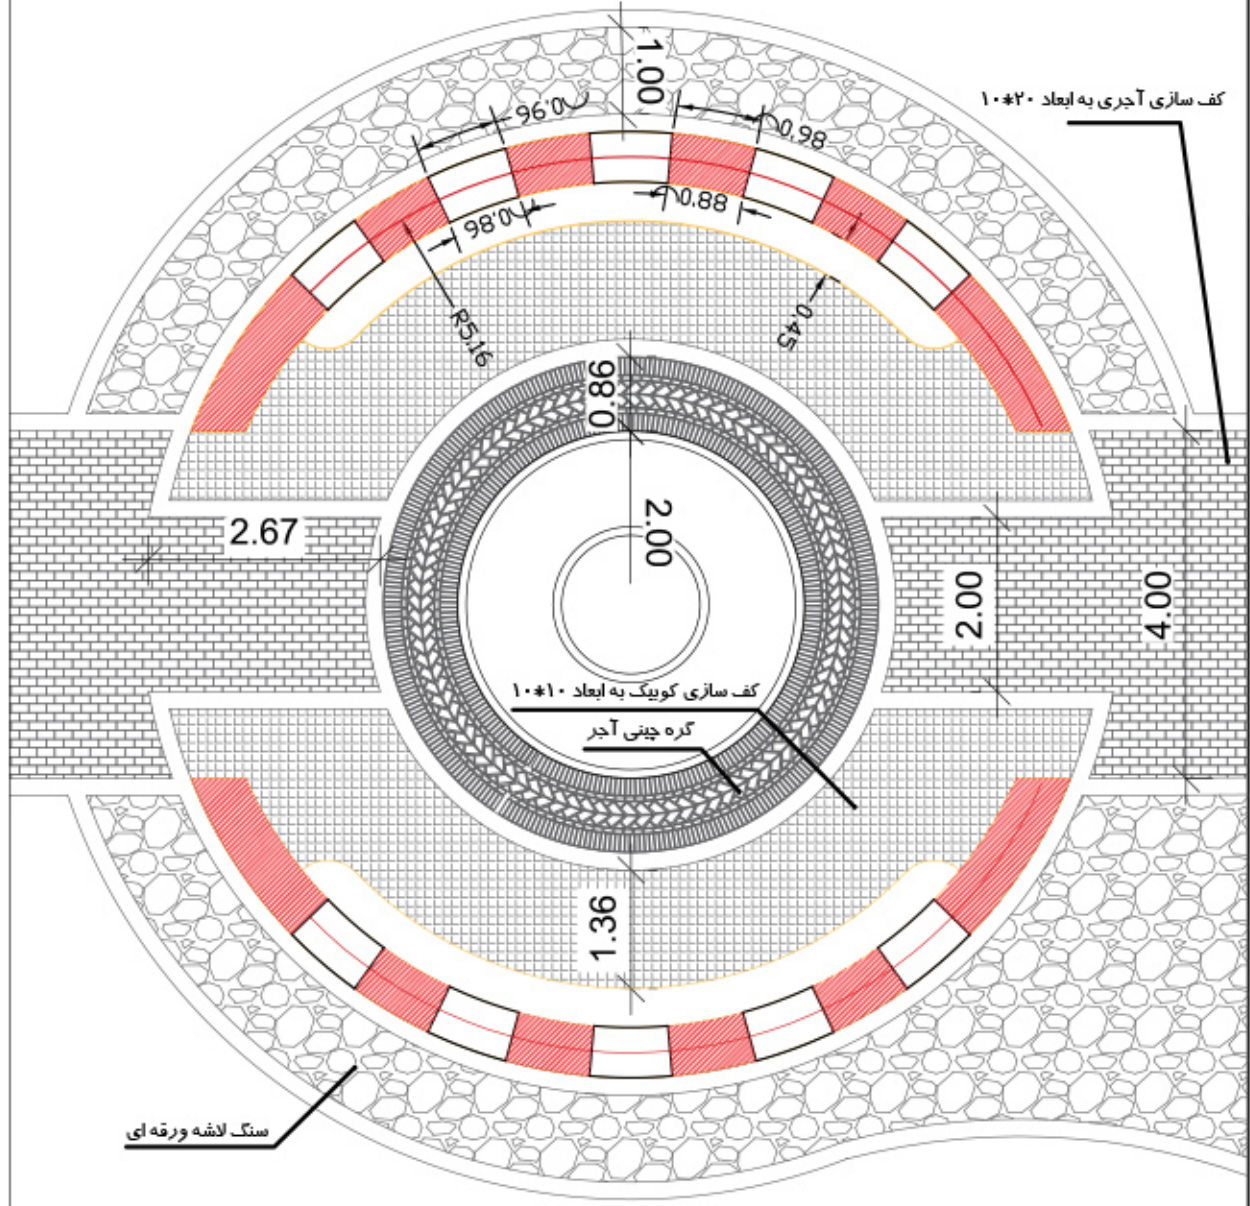 1.00
کف سازی آجری به ابعاد ۲۰*۱۰
0.96
0.98
0.88
0.86
R5.16
0.45
0.86
2.00
2.67
2.00
4.00
کف سازی کوبیک به ابعاد ۱۰*۱۰
گره چینی آجر
1.36
سنگ لاشه ورقه ای